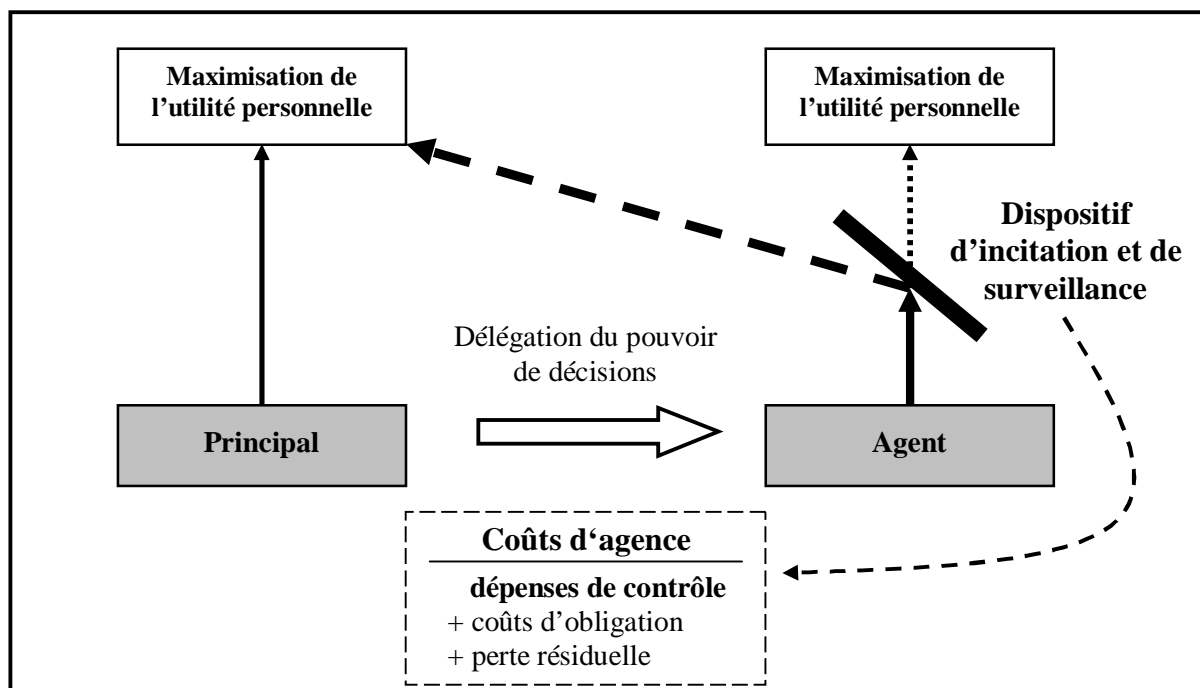 Maximisation de
l’utilité personnelle
Maximisation de
l’utilité personnelle
Dispositif
d’incitation et de
surveillance
Délégation du pouvoir
de décisions
Principal
Agent
Coûts d‘agence
dépenses de contrôle
+ coûts d’obligation
+ perte résiduelle